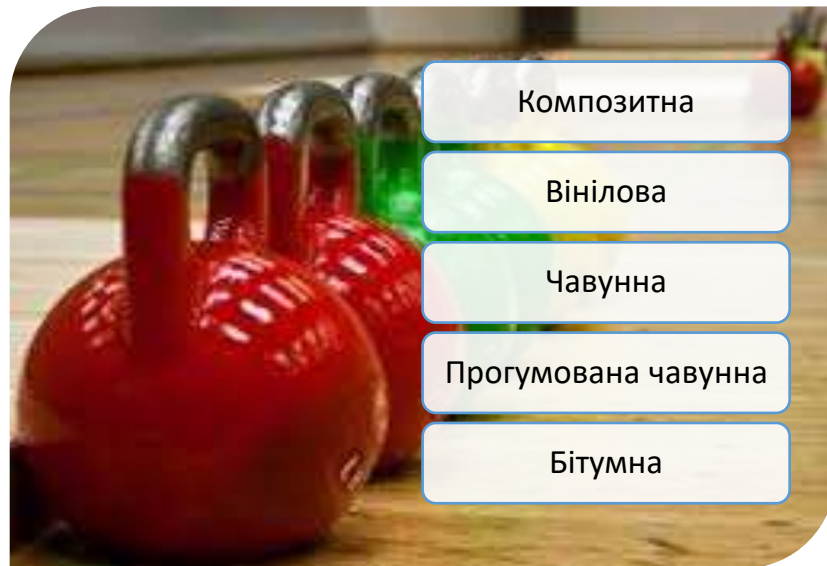 Композитна
Вінілова
Чавунна
Прогумована чавунна
Бітумна